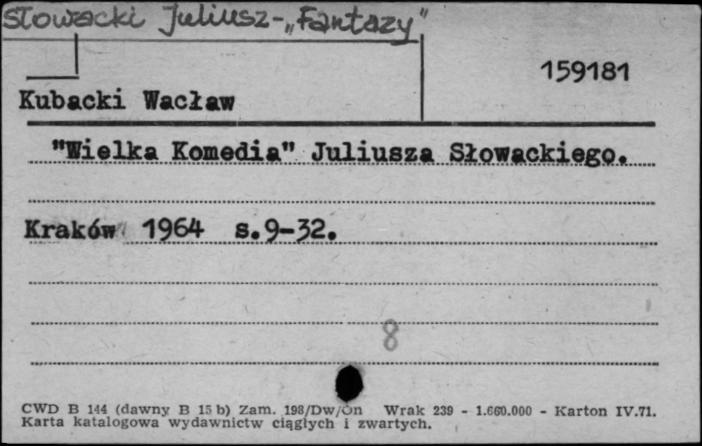 Słowacki Juliusz - „Fantazy"
159181
Kubacki Wacław
"Wielka Komedia" Juliusza Słowackiego.
Kraków 1964 s.9-32.
8
CWD B 144 (dawny B 15 b) Zam. 198/Dw/On Wrak 239 - 1.660.000 - Karton IV.71.
Karta katalogowa wydawnictw ciągłych i zwartych.